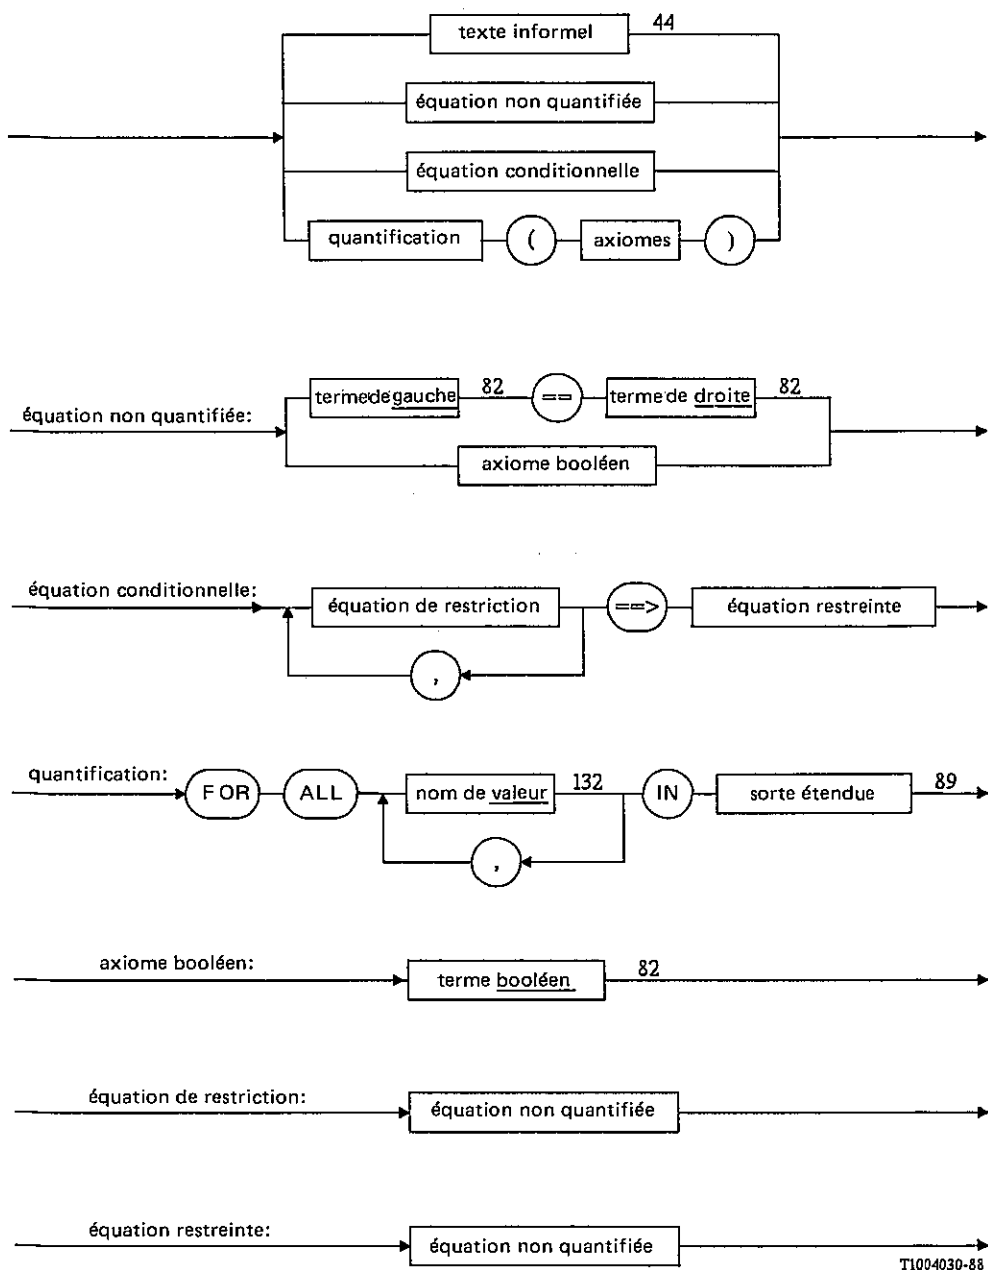 texte informel 44
équation non quantifiée
équation conditionnelle
quantification ( axiomes )
équation non quantifiée: terme de gauche 82 == terme de droite 82
axiome booléen
équation conditionnelle: équation de restriction ==> équation restreinte
,
quantification: FOR ALL nom de valeur 132 IN sorte étendue 89
,
axiome booléen: terme booléen 82
équation de restriction: équation non quantifiée
équation restreinte: équation non quantifiée
T1004030-88